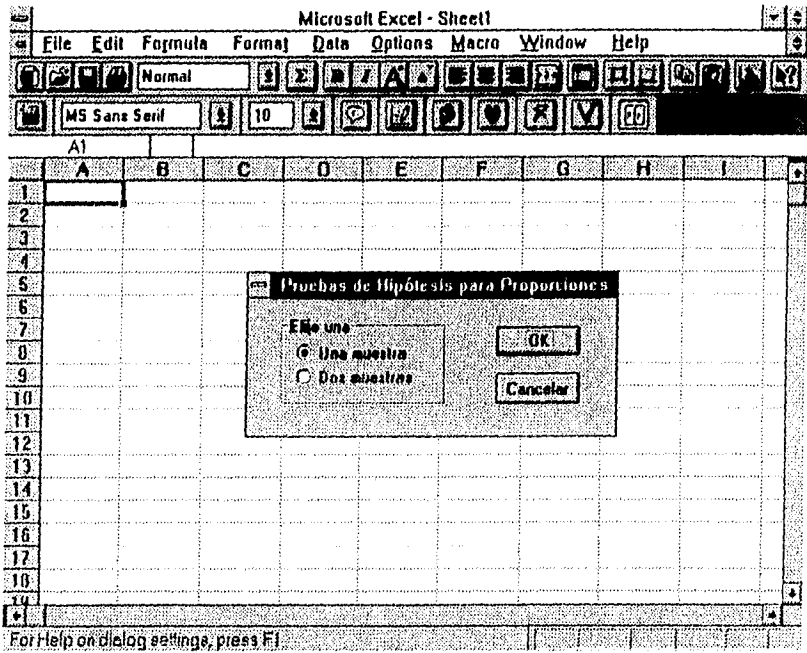 Microsoft Excel - Sheet1
File Edit Formula Format Data Options Macro Window Help
Normal
MS Sans Serif 10
A1
A B C D E F G H I
1
2
3
4
5
6
7
8
9
10
11
12
13
14
15
16
17
18
19
Pruebas de Hipótesis para Proporciones
Elija una
Una muestra
Dos muestras
OK
Cancelar
For Help on dialog settings, press F1